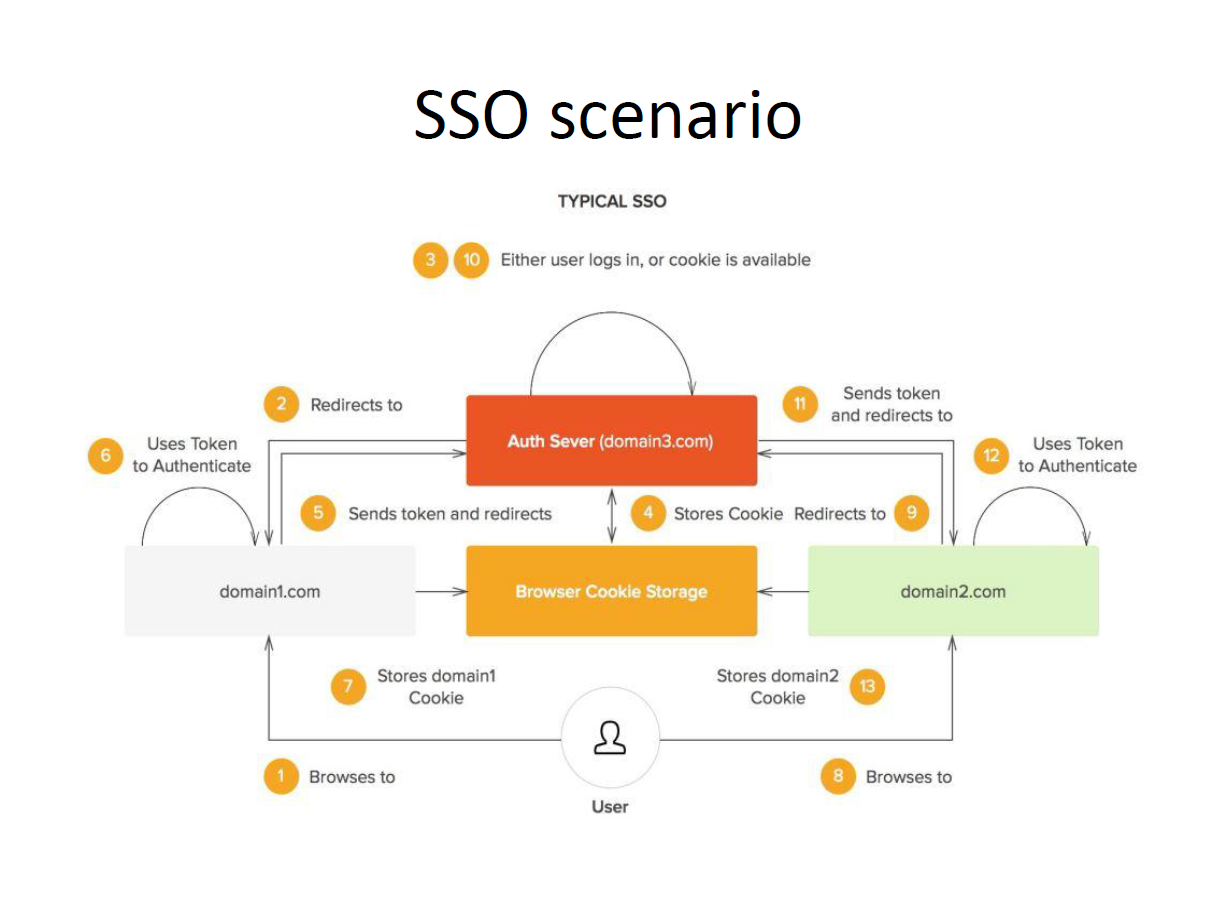 SSO scenario
TYPICAL SSO
3 10 Either user logs in, or cookie is available
2 Redirects to
11 Sends token
and redirects to
6 Uses Token
to Authenticate
Auth Sever (domain3.com)
12 Uses Token
to Authenticate
5 Sends token and redirects
4 Stores Cookie
Redirects to 9
domain1.com
Browser Cookie Storage
domain2.com
7 Stores domain1
Cookie
Stores domain2
Cookie 13
1 Browses to
8 Browses to
User